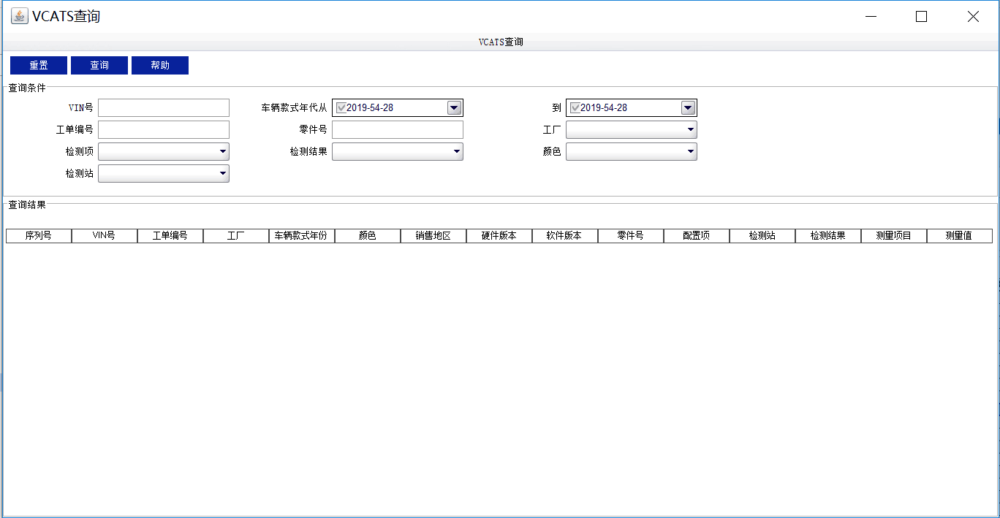 VCATS查询
VCATS查询
重置 查询 帮助
查询条件
VIN号 车辆款式年代从 2019-54-28 到 2019-54-28
工单编号 零件号 工厂
检测项 检测结果 颜色
检测站
查询结果
序列号 VIN号 工单编号 工厂 车辆款式年份 颜色 销售地区 硬件版本 软件版本 零件号 配置项 检测站 检测结果 测量项目 测量值